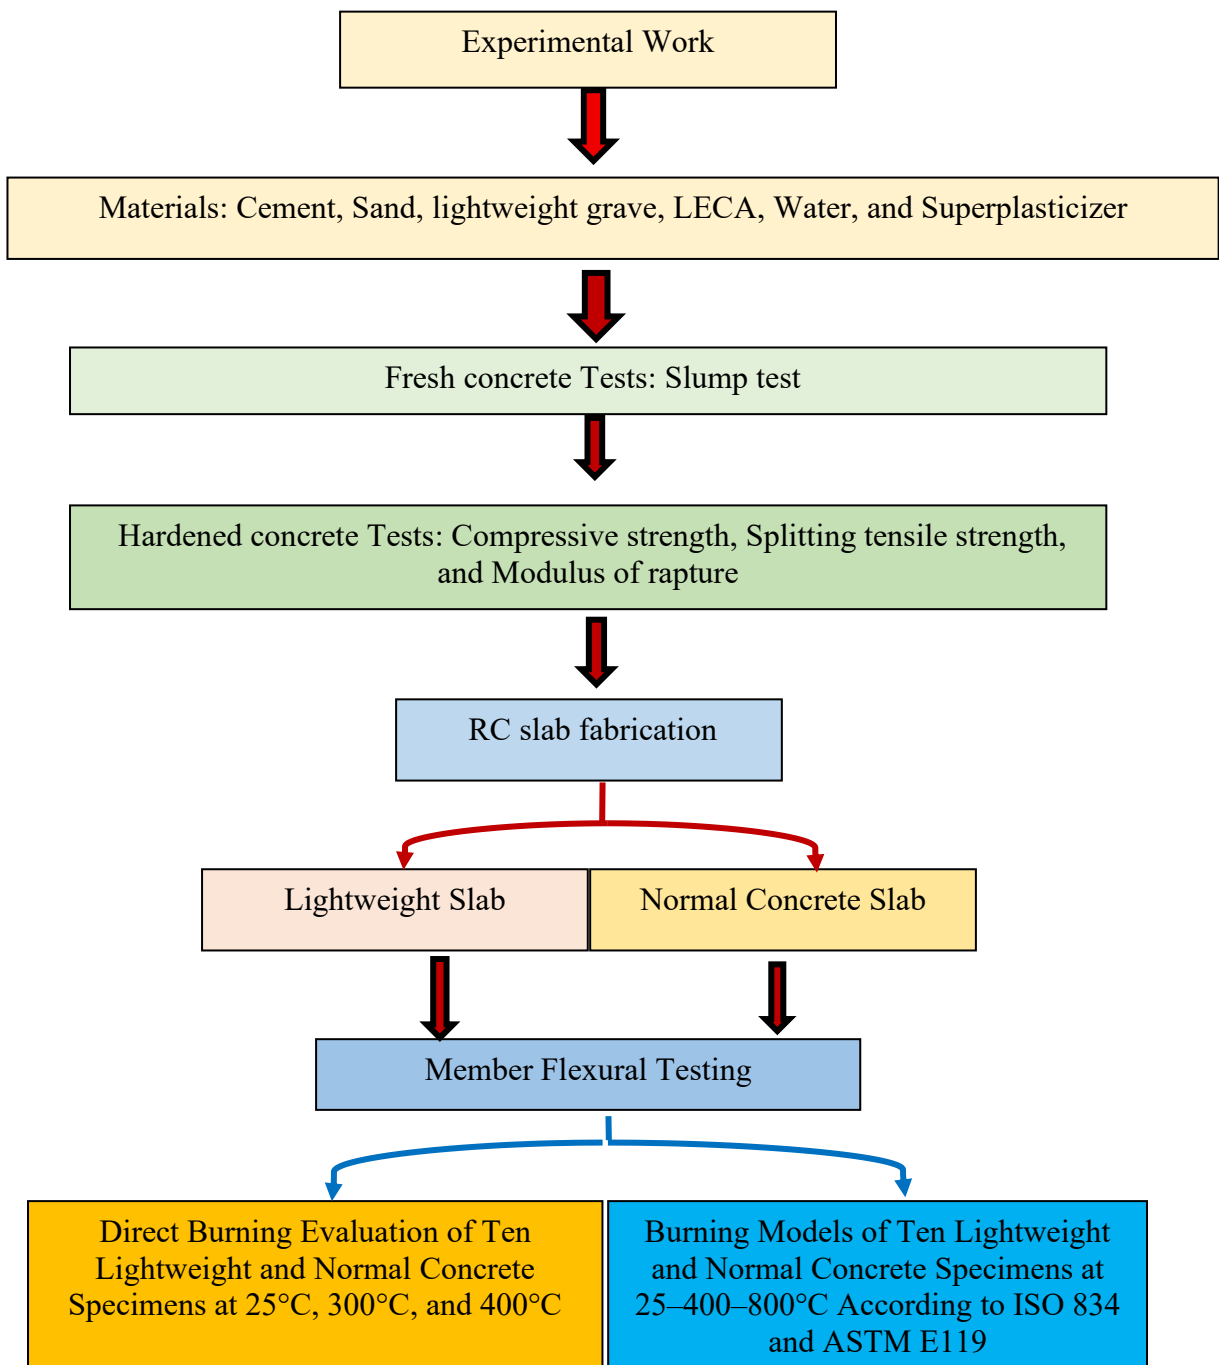 Experimental Work
Materials: Cement, Sand, lightweight grave, LECA, Water, and Superplasticizer
Fresh concrete Tests: Slump test
Hardened concrete Tests: Compressive strength, Splitting tensile strength,
and Modulus of rapture
RC slab fabrication
Lightweight Slab
Normal Concrete Slab
Member Flexural Testing
Direct Burning Evaluation of Ten
Lightweight and Normal Concrete
Specimens at 25°C, 300°C, and 400°C
Burning Models of Ten Lightweight
and Normal Concrete Specimens at
25–400–800°C According to ISO 834
and ASTM E119